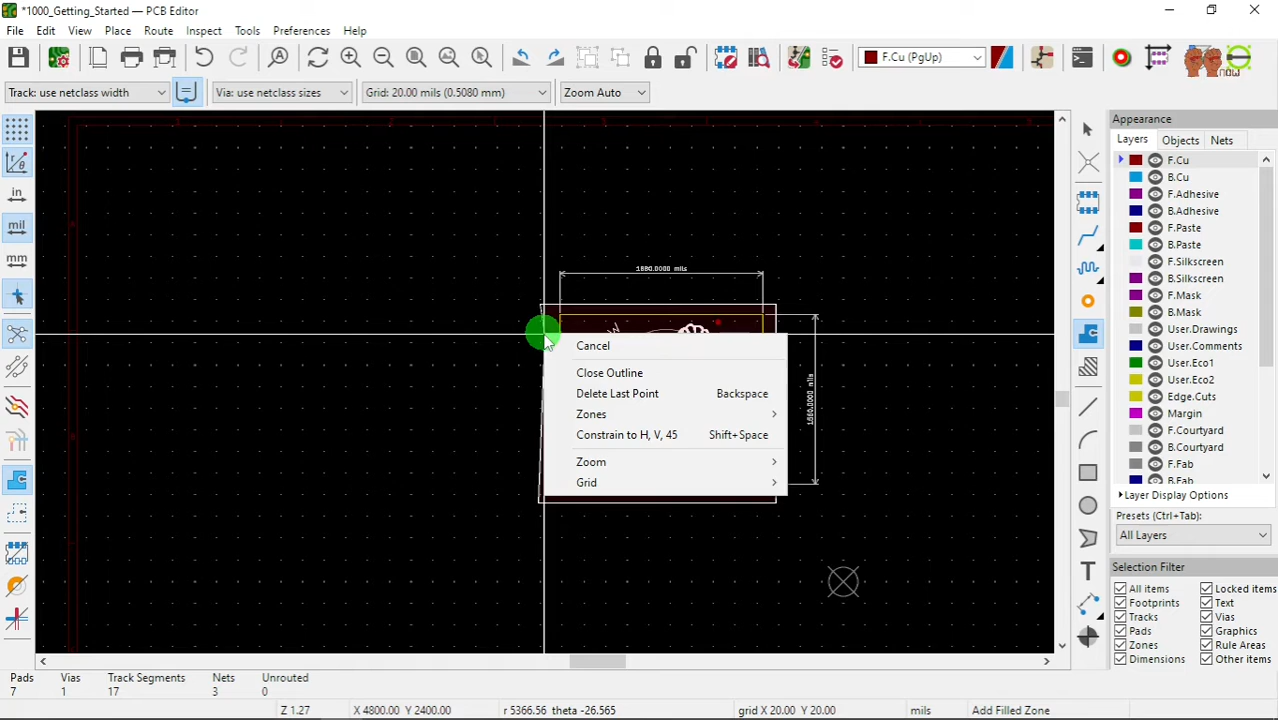 *1000_Getting_Started — PCB Editor
File Edit View Place Route Inspect Tools Preferences Help
F.Cu (PgUp)
now
Track: use netclass width Via: use netclass sizes Grid: 20.00 mils (0.5080 mm) Zoom Auto
in
mil
mm
1880.0000 mils
1560.0000 mils
W
Cancel
Close Outline
Delete Last Point Backspace
Zones
Constrain to H, V, 45 Shift+Space
Zoom
Grid
Appearance
Layers Objects Nets
F.Cu
B.Cu
F.Adhesive
B.Adhesive
F.Paste
B.Paste
F.Silkscreen
B.Silkscreen
F.Mask
B.Mask
User.Drawings
User.Comments
User.Eco1
User.Eco2
Edge.Cuts
Margin
F.Courtyard
B.Courtyard
F.Fab
B.Fab
Layer Display Options
Presets (Ctrl+Tab):
All Layers
Selection Filter
All items Locked items
Footprints Text
Tracks Vias
Pads Graphics
Zones Rule Areas
Dimensions Other items
Pads Vias Track Segments Nets Unrouted
7 1 17 3 0
Z 1.27 X 4800.00 Y 2400.00 r 5366.56 theta -26.565 grid X 20.00 Y 20.00 mils Add Filled Zone